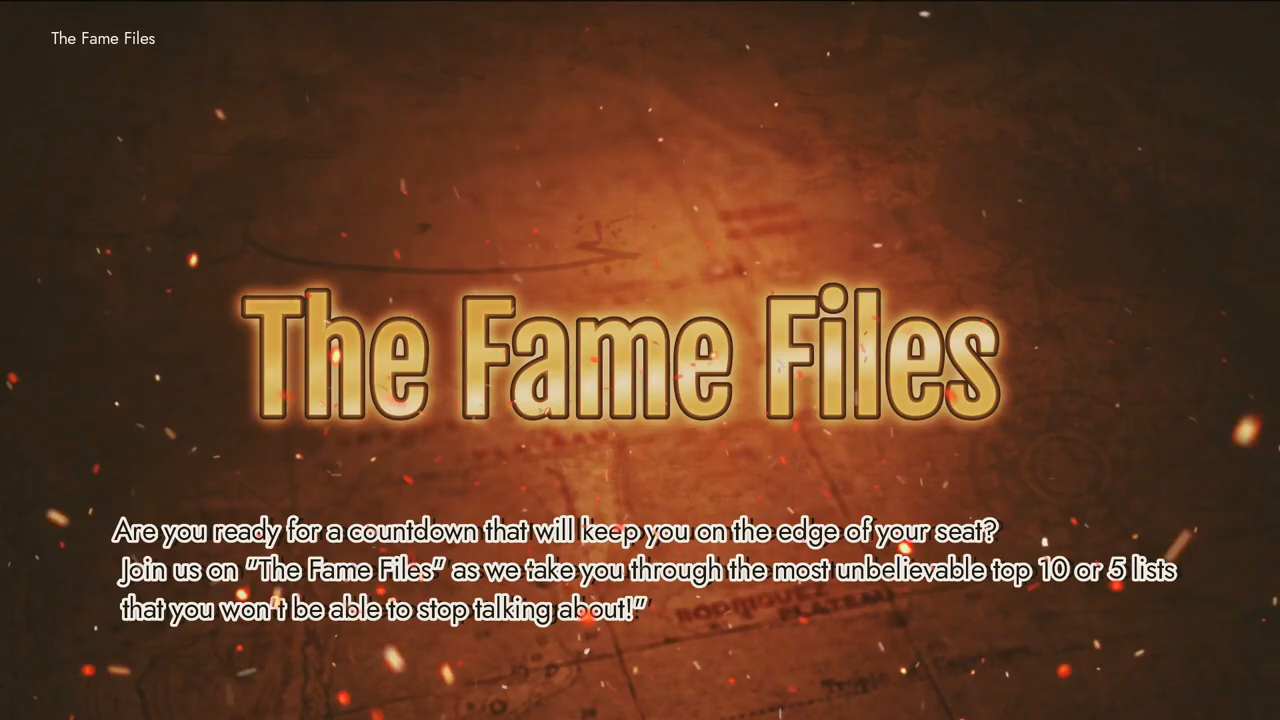 The Fame Files
The Fame Files
Are you ready for a countdown that will keep you on the edge of your seat?
Join us on "The Fame Files" as we take you through the most unbelievable top 10 or 5 lists
that you won't be able to stop talking about!"
RODRIQUEZ
PLATEAU